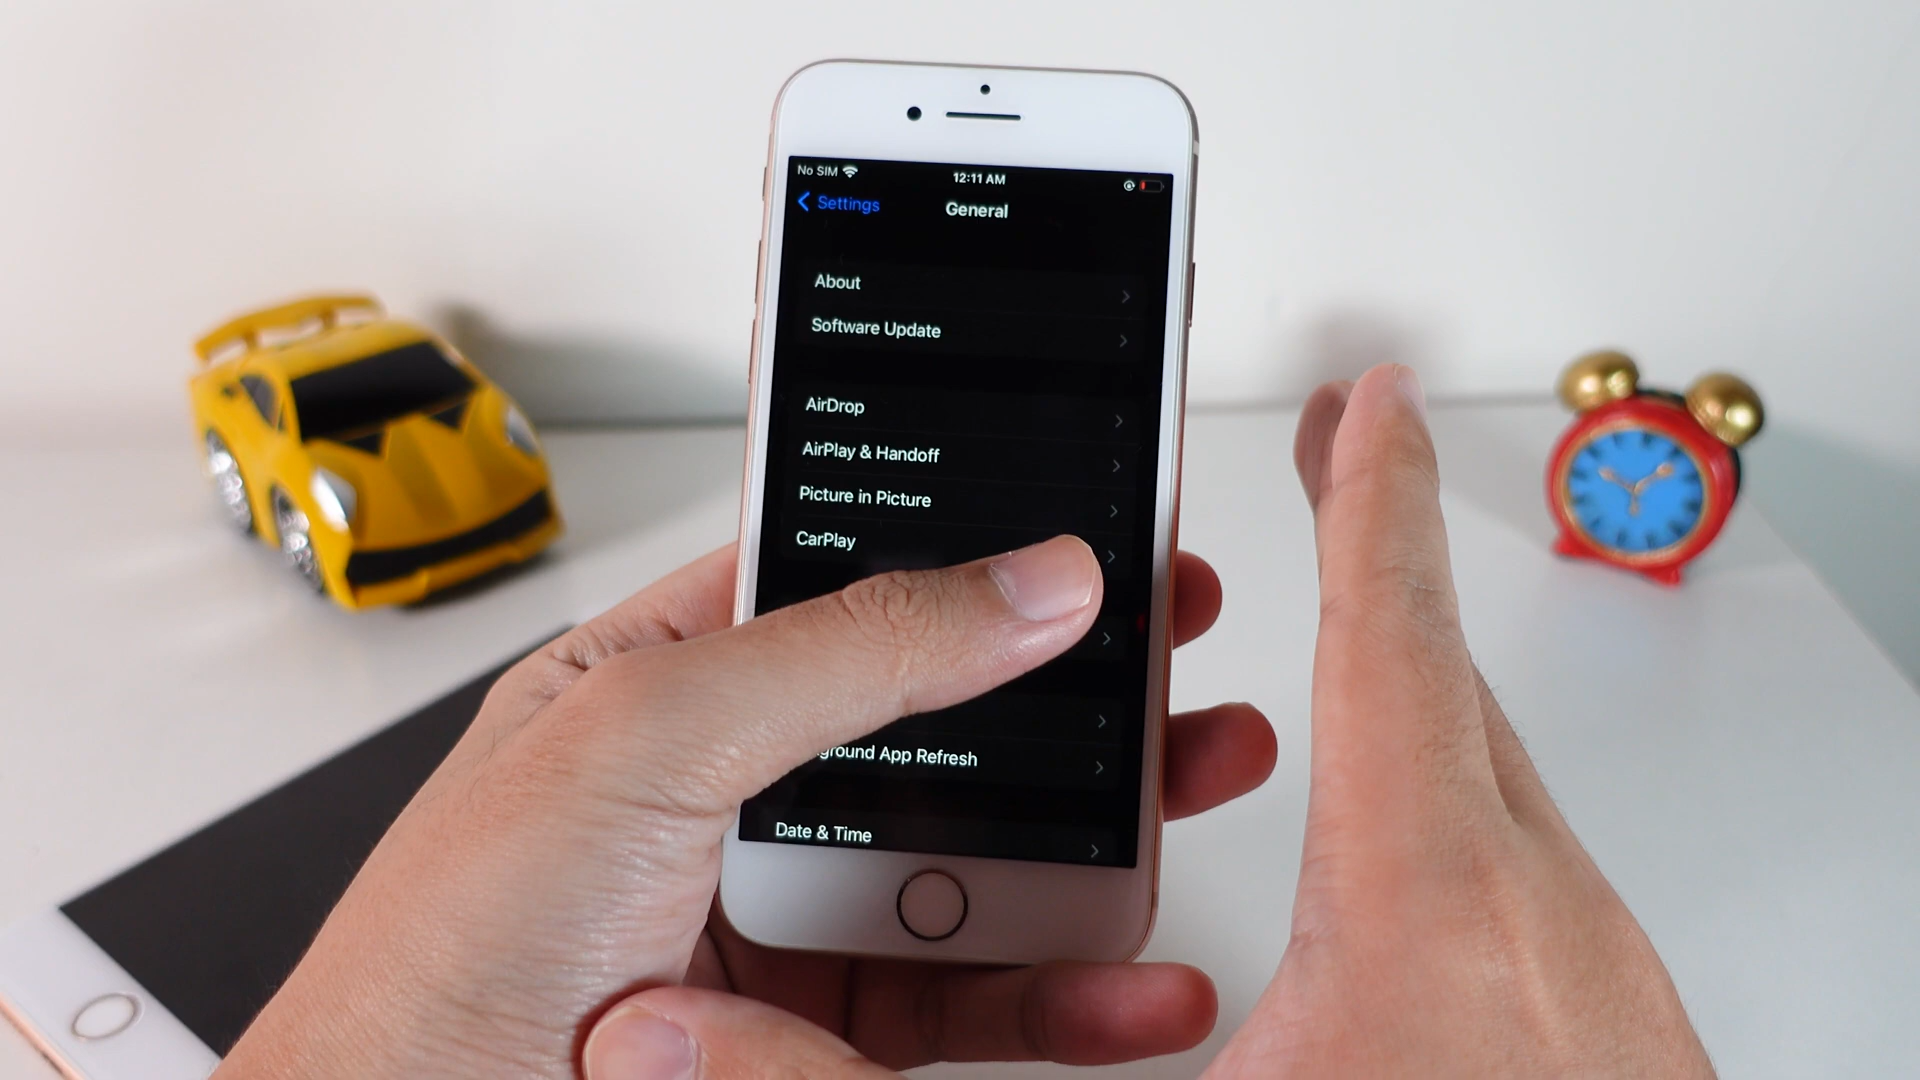 No SIM
12:11 AM
Settings
General
About
Software Update
AirDrop
AirPlay & Handoff
Picture in Picture
CarPlay
ground App Refresh
Date & Time